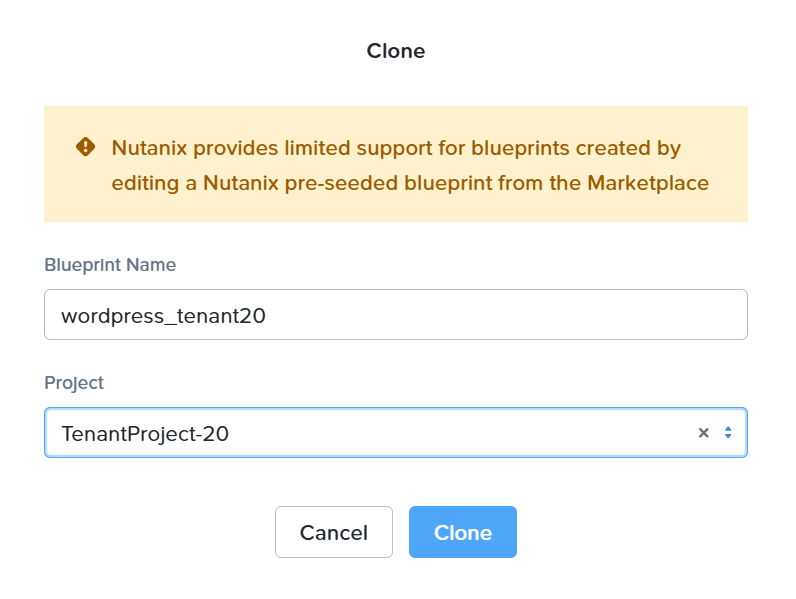 Clone
Nutanix provides limited support for blueprints created by
editing a Nutanix pre-seeded blueprint from the Marketplace
Blueprint Name
wordpress_tenant20
Project
TenantProject-20
Cancel
Clone